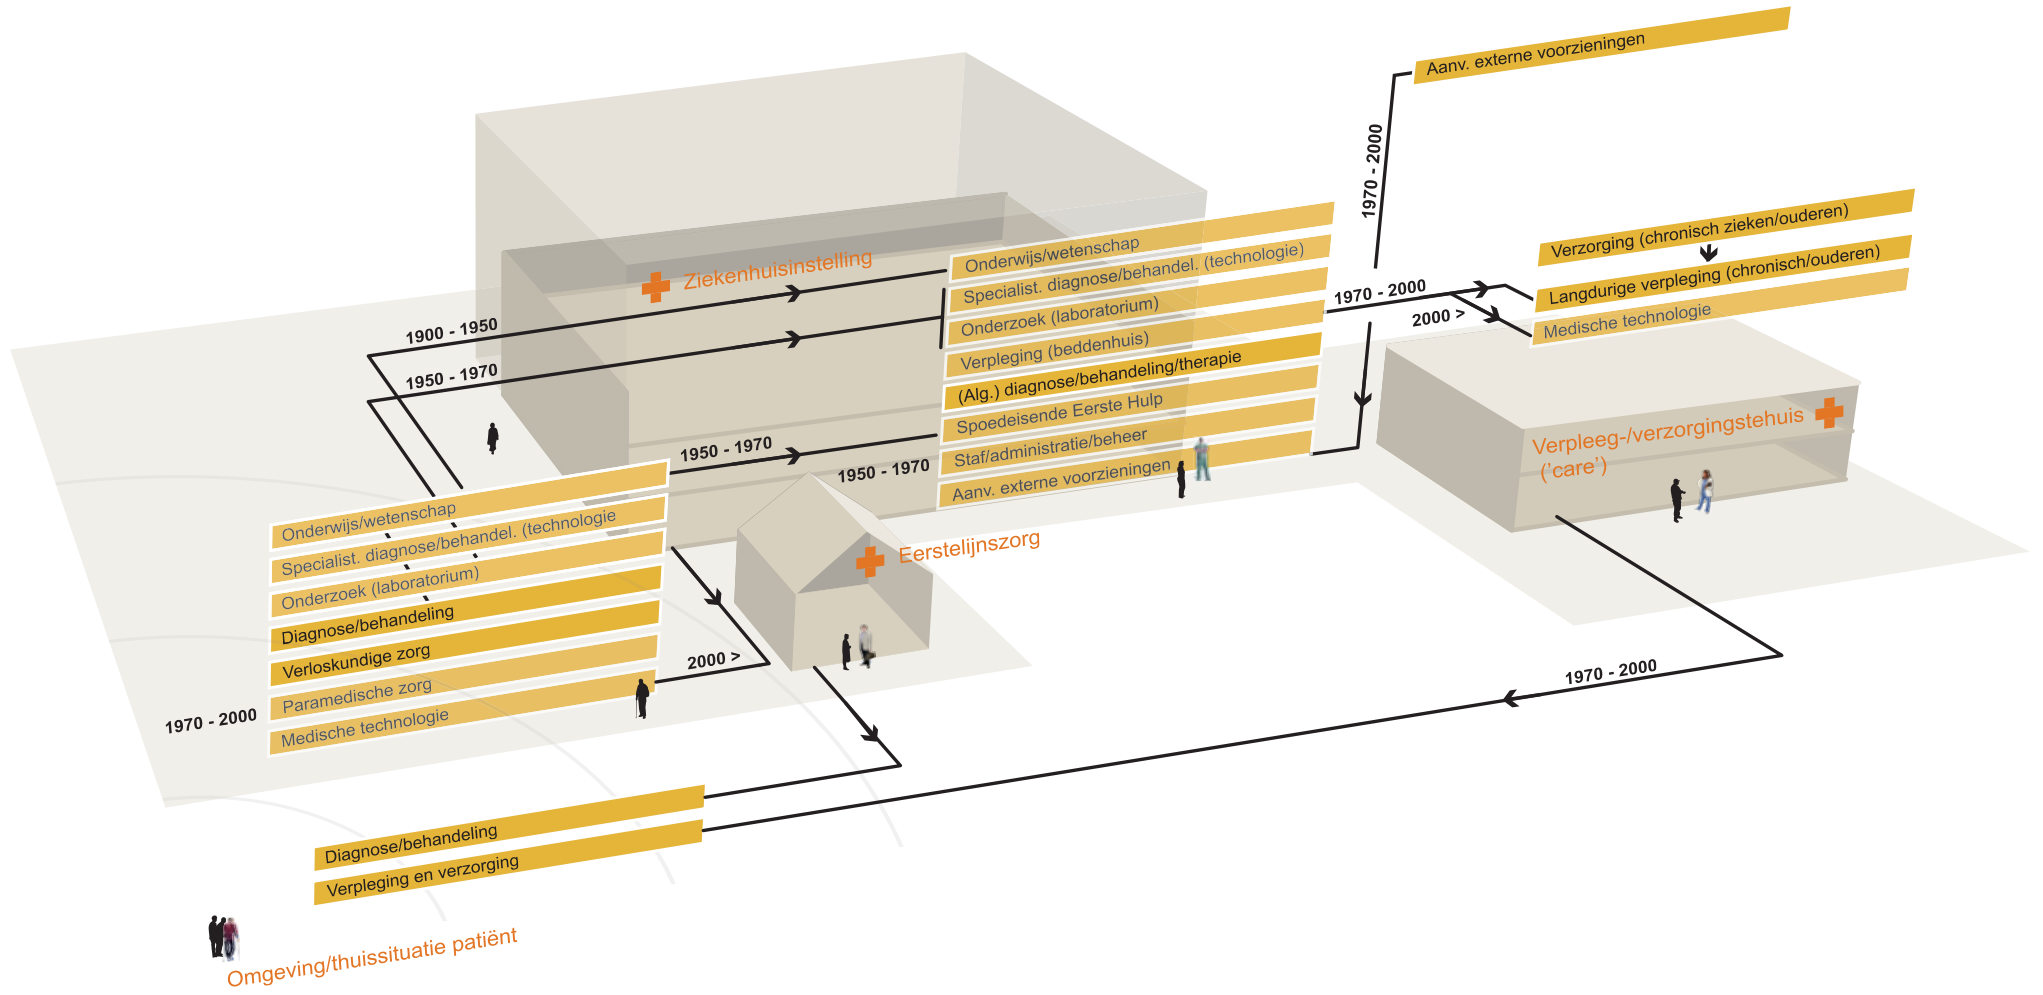 Aanv. externe voorzieningen
1970 - 2000
Verzorging (chronisch zieken/ouderen)
Langdurige verpleging (chronisch/ouderen)
Medische technologie
1970 - 2000
2000 >
Ziekenhuisinstelling
1900 - 1950
1950 - 1970
Onderwijs/wetenschap
Specialist. diagnose/behandel. (technologie)
Onderzoek (laboratorium)
Verpleging (beddenhuis)
(Alg.) diagnose/behandeling/therapie
Spoedeisende Eerste Hulp
Staf/administratie/beheer
Aanv. externe voorzieningen
1950 - 1970
1950 - 1970
Verpleeg-/verzorgingstehuis
('care')
Eerstelijnszorg
Onderwijs/wetenschap
Specialist. diagnose/behandel. (technologie
Onderzoek (laboratorium)
Diagnose/behandeling
Verloskundige zorg
Paramedische zorg
Medische technologie
1970 - 2000
2000 >
1970 - 2000
Diagnose/behandeling
Verpleging en verzorging
Omgeving/thuissituatie patiënt